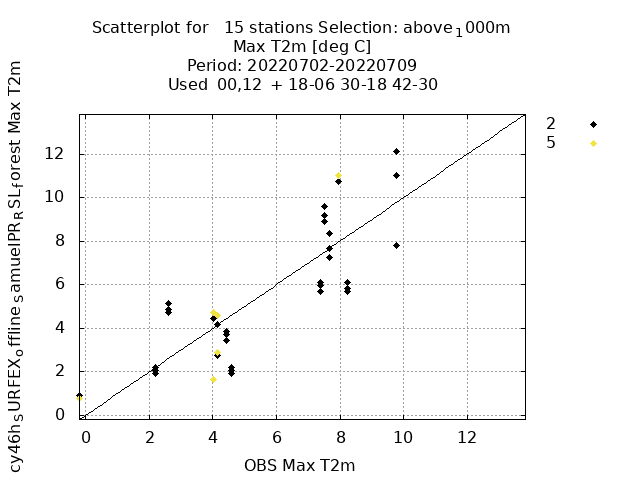 Scatterplot for 15 stations Selection: above₁000m
Max T2m [deg C]
Period: 20220702-20220709
Used 00,12 + 18-06 30-18 42-30
2
5
12
10
8
6
4
2
0
0 2 4 6 8 10 12
OBS Max T2m
cy46hₛURFEXₒffline ₛamuelPRᵣSLforest Max T2m